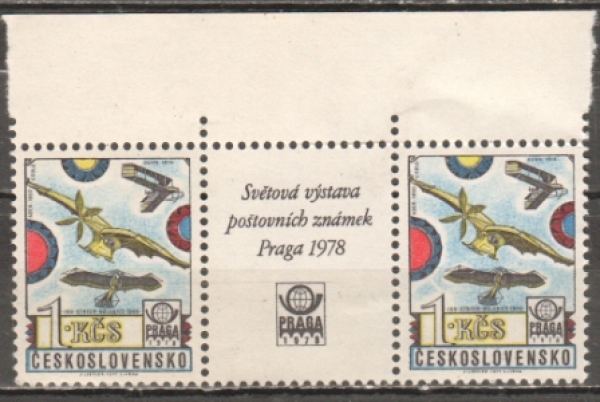 1·KČS
PRAGA
1978
ČESKOSLOVENSKO
Světová výstava
poštovních známek
Praga 1978
PRAGA
1978
1·KČS
PRAGA
1978
ČESKOSLOVENSKO